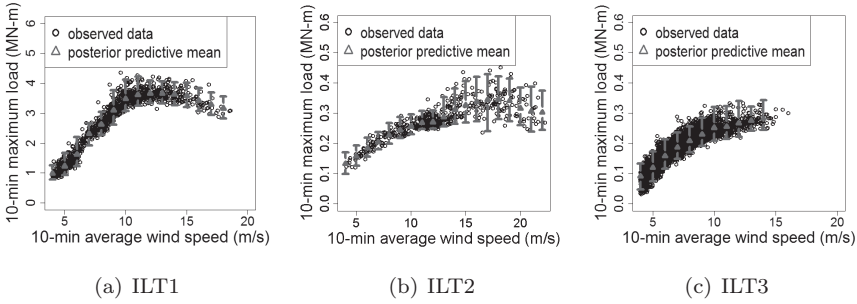 10-min maximum load (MN-m)
6
5
4
3
2
1
0
observed data
posterior predictive mean
5
10
15
20
10-min average wind speed (m/s)
(a) ILT1
10-min maximum load (MN-m)
0.6
0.5
0.4
0.3
0.2
0.1
0.0
observed data
posterior predictive mean
5
10
15
20
10-min average wind speed (m/s)
(b) ILT2
10-min maximum load (MN-m)
0.6
0.5
0.4
0.3
0.2
0.1
0.0
observed data
posterior predictive mean
5
10
15
20
10-min average wind speed (m/s)
(c) ILT3